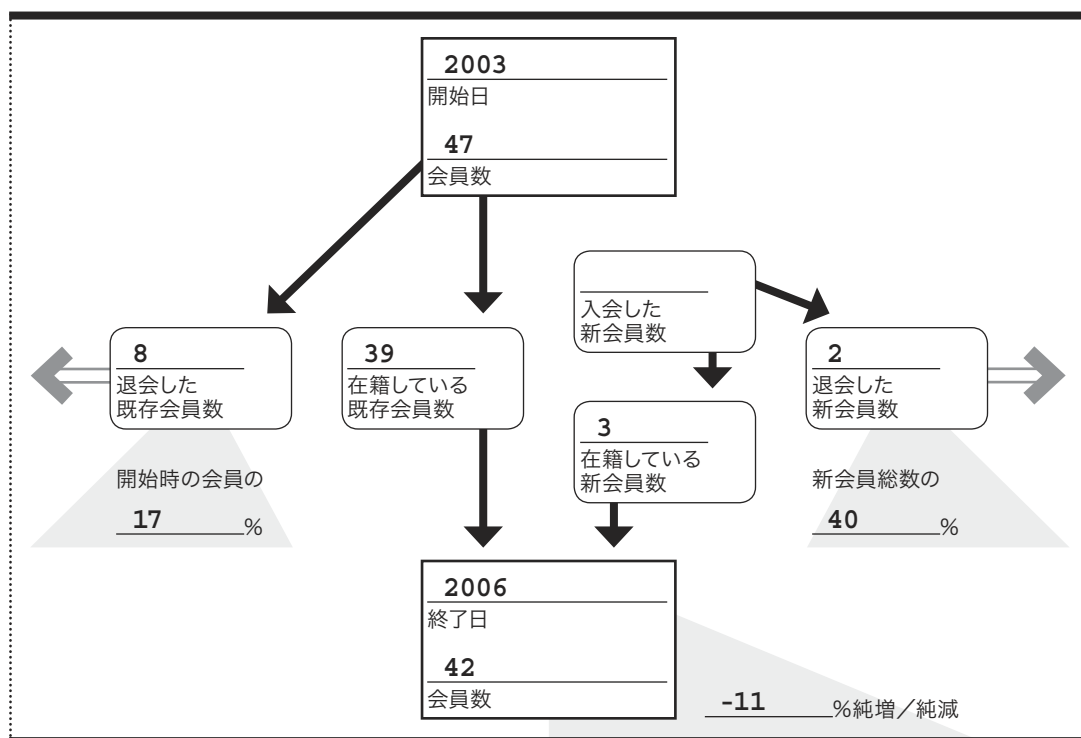 2003
開始日
47
会員数
入会した
新会員数
8
退会した
既存会員数
39
在籍している
既存会員数
2
退会した
新会員数
3
在籍している
新会員数
開始時の会員の
17 %
新会員総数の
40 %
2006
終了日
42
会員数
-11 %純増／純減